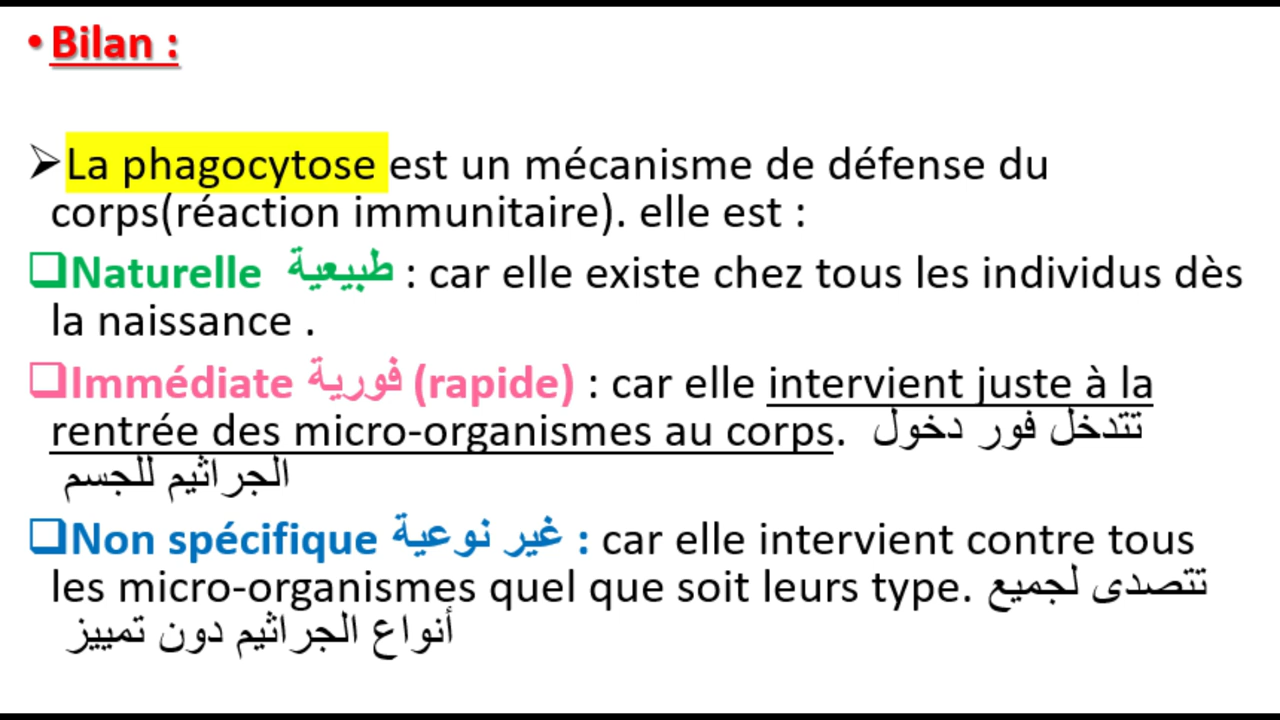 • Bilan :
➢La phagocytose est un mécanisme de défense du
corps(réaction immunitaire). elle est :
❑Naturelle طبيعية : car elle existe chez tous les individus dès
la naissance .
❑Immédiate فورية (rapide) : car elle intervient juste à la
rentrée des micro-organismes au corps. تتدخل فور دخول
الجراثيم للجسم
❑Non spécifique غير نوعية : car elle intervient contre tous
les micro-organismes quel que soit leurs type. تتصدى لجميع
أنواع الجراثيم دون تمييز